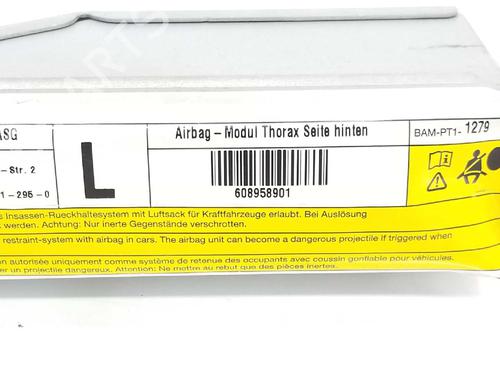 ASG
-Str. 2
1-295-0
L
Airbag - Modul Thorax Seite hinten
608958901
BAM-PT1- 1279
s Insassen-Rueckhaltesystem mit Luftsack für Kraftfahrzeuge erlaubt. Bei Auslösung
k werden. Achtung: Nur inerte Gegenstände verschrotten.
restraint-system with airbag in cars. The airbag unit can become a dangerous projectile if triggered when
on autorisée uniquement comme système de retenue des occupants avec coussin gonflable pour véhicules.
er un projectile dangereux. Attention: Ne mettre au rebut que des pièces inertes.